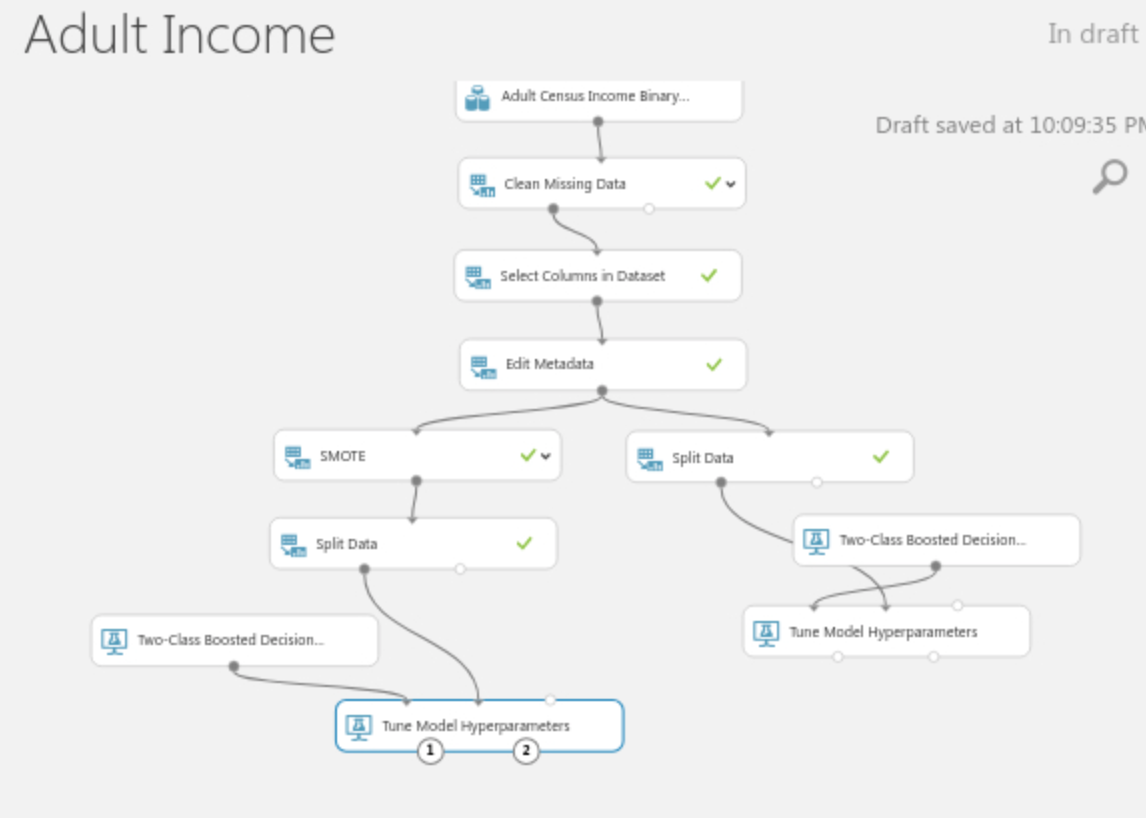 Adult Income
In draft
Adult Census Income Binary...
Draft saved at 10:09:35 PM
Clean Missing Data
Select Columns in Dataset
Edit Metadata
SMOTE
Split Data
Split Data
Two-Class Boosted Decision...
Two-Class Boosted Decision...
Tune Model Hyperparameters
Tune Model Hyperparameters
1
2